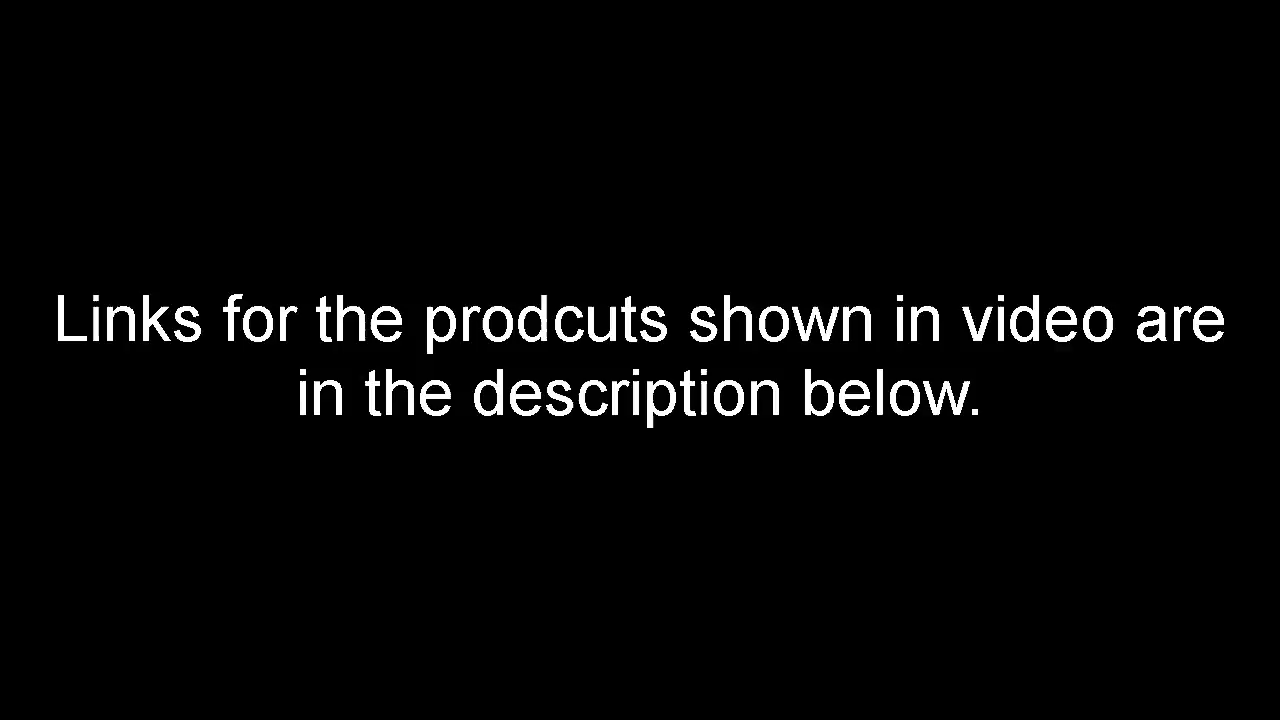 Links for the prodcuts shown in video are
in the description below.